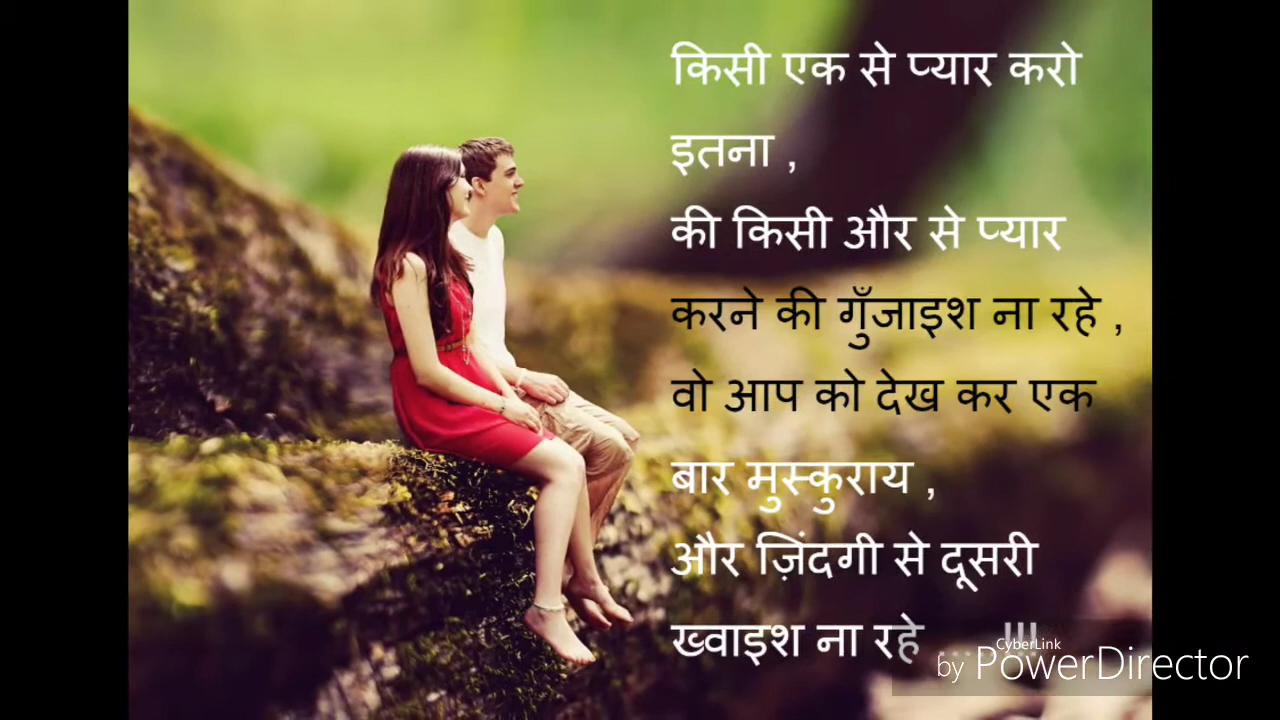 किसी एक से प्यार करो
इतना ,
की किसी और से प्यार
करने की गुँजाइश ना रहे ,
वो आप को देख कर एक
बार मुस्कुराय ,
और ज़िंदगी से दूसरी
ख्वाइश ना रहे .....!!!
CyberLink
by PowerDirector